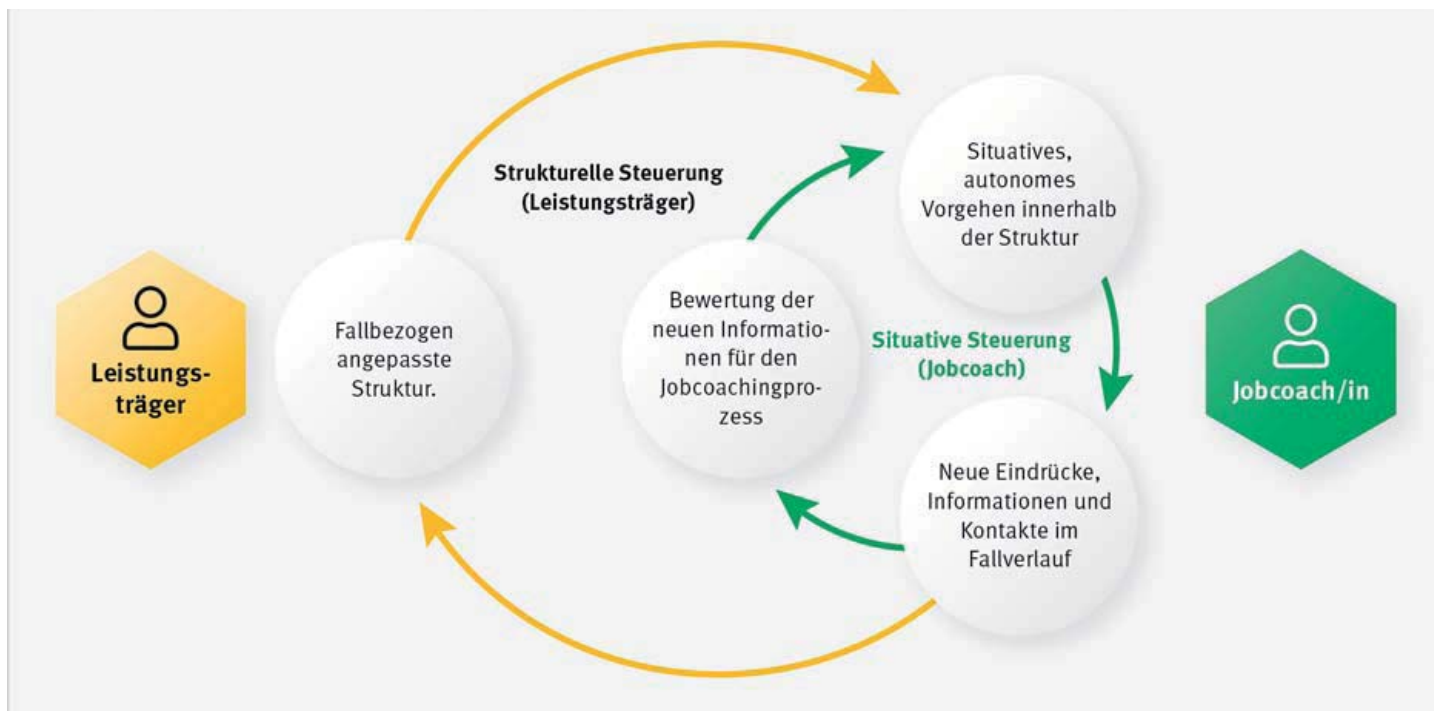 Leistungs-
träger
Fallbezogen
angepasste
Struktur.
Strukturelle Steuerung
(Leistungsträger)
Bewertung der
neuen Informatio-
nen für den
Jobcoachingpro-
zess
Situatives,
autonomes
Vorgehen innerhalb
der Struktur
Situative Steuerung
(Jobcoach)
Neue Eindrücke,
Informationen und
Kontakte im
Fallverlauf
Jobcoach/in